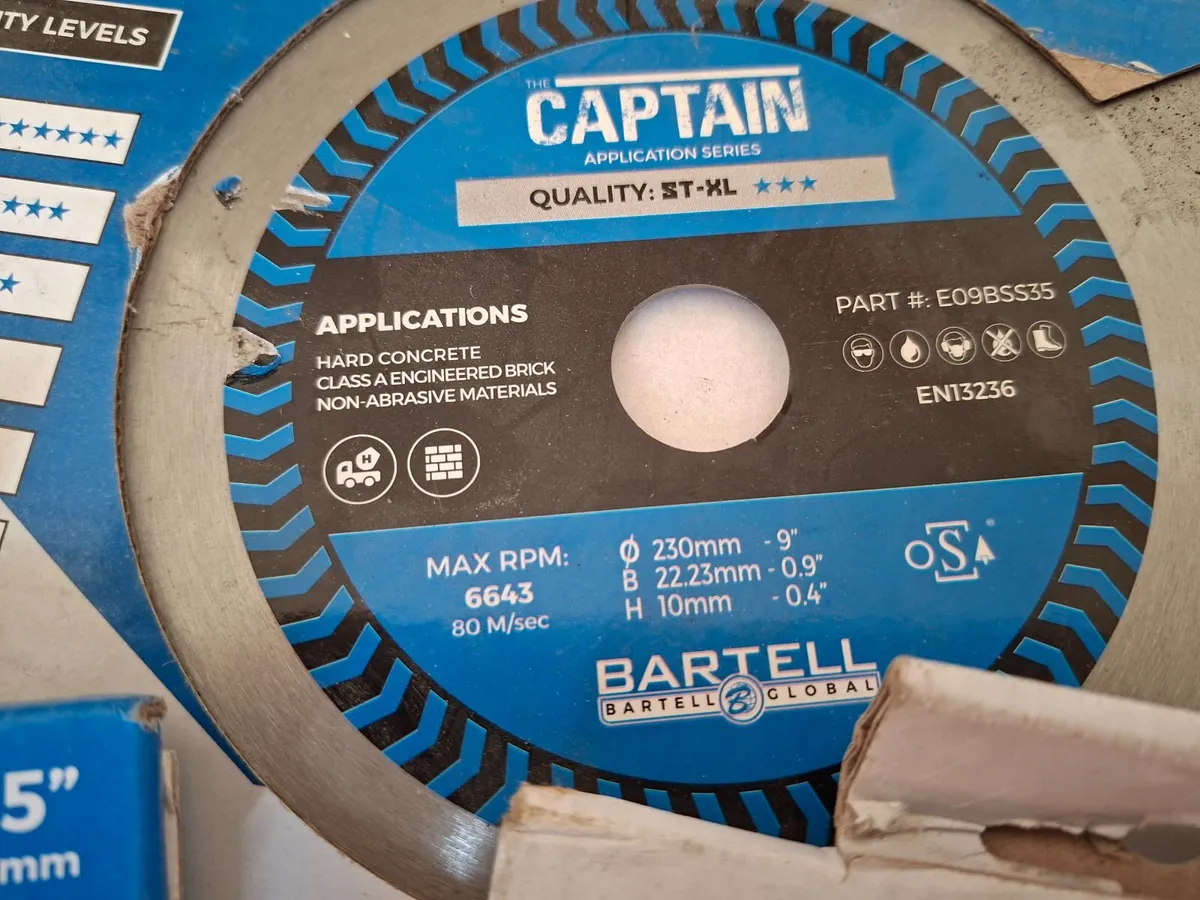 TY LEVELS
THE
CAPTAIN
APPLICATION SERIES
QUALITY: ST-XL
APPLICATIONS
HARD CONCRETE
CLASS A ENGINEERED BRICK
NON-ABRASIVE MATERIALS
H
PART #: E09BSS35
EN13236
MAX RPM:
6643
80 M/sec
Ø 230mm - 9"
B 22.23mm - 0.9"
H 10mm - 0.4"
oSa®
BARTELL
BARTELL B GLOBAL
5"
mm